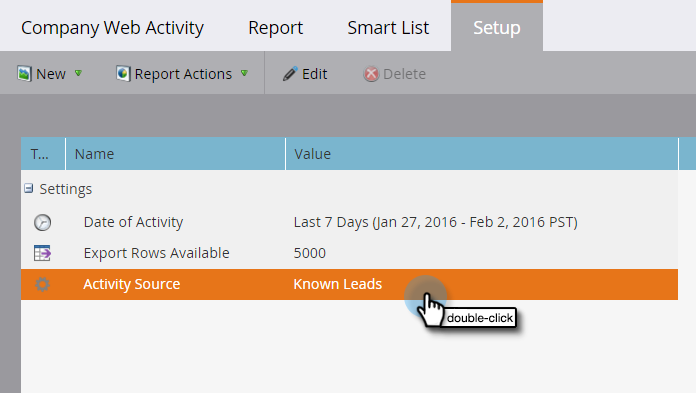 Company Web Activity Report Smart List Setup
New Report Actions Edit Delete
T... Name Value
Settings
Date of Activity Last 7 Days (Jan 27, 2016 - Feb 2, 2016 PST)
Export Rows Available 5000
Activity Source Known Leads
double-click